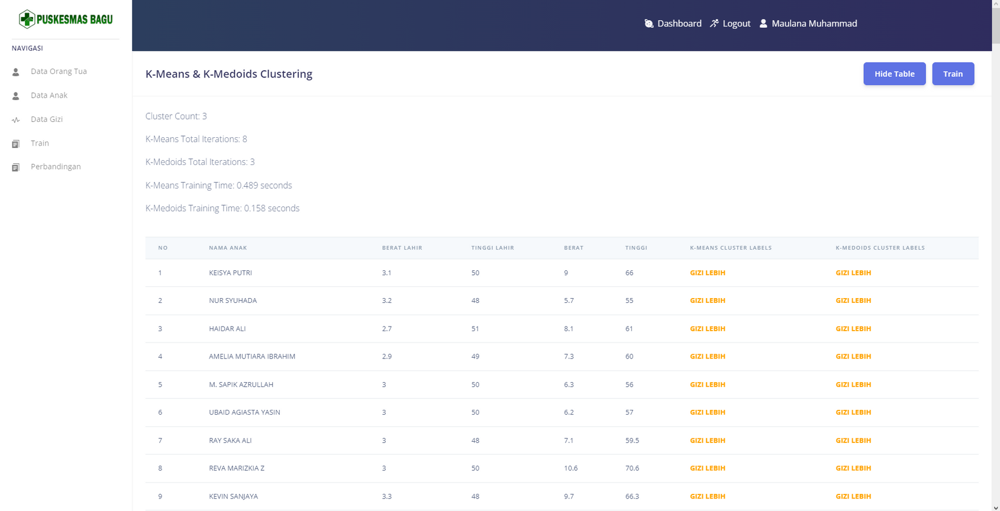 PUSKESMAS BAGU
Dashboard Logout Maulana Muhammad
NAVIGASI
Data Orang Tua
Data Anak
Data Gizi
Train
Perbandingan
K-Means & K-Medoids Clustering
Hide Table Train
Cluster Count: 3
K-Means Total Iterations: 8
K-Medoids Total Iterations: 3
K-Means Training Time: 0.489 seconds
K-Medoids Training Time: 0.158 seconds
NO NAMA ANAK BERAT LAHIR TINGGI LAHIR BERAT TINGGI K-MEANS CLUSTER LABELS K-MEDOIDS CLUSTER LABELS
1 KEISYA PUTRI 3.1 50 9 66 GIZI LEBIH GIZI LEBIH
2 NUR SYUHADA 3.2 48 5.7 55 GIZI LEBIH GIZI LEBIH
3 HAIDAR ALI 2.7 51 8.1 61 GIZI LEBIH GIZI LEBIH
4 AMELIA MUTIARA IBRAHIM 2.9 49 7.3 60 GIZI LEBIH GIZI LEBIH
5 M. SAPIK AZRULLAH 3 50 6.3 56 GIZI LEBIH GIZI LEBIH
6 UBAID AGIASTA YASIN 3 50 6.2 57 GIZI LEBIH GIZI LEBIH
7 RAY SAKA ALI 3 48 7.1 59.5 GIZI LEBIH GIZI LEBIH
8 REVA MARIZKIA Z 3 50 10.6 70.6 GIZI LEBIH GIZI LEBIH
9 KEVIN SANJAYA 3.3 48 9.7 66.3 GIZI LEBIH GIZI LEBIH